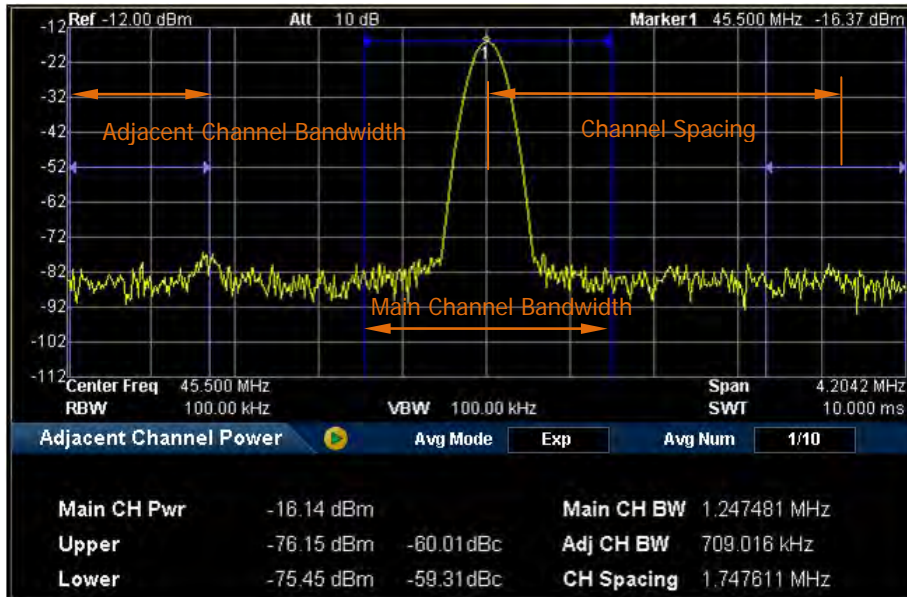 Ref -12.00 dBm Att 10 dB Marker1 45.500 MHz -16.37 dBm
-12
1
-22
-32
Adjacent Channel Bandwidth Channel Spacing
-42
-52
-62
-72
-82
-92
Main Channel Bandwidth
-102
-112
Center Freq 45.500 MHz Span 4.2042 MHz
RBW 100.00 kHz VBW 100.00 kHz SWT 10.000 ms
Adjacent Channel Power Avg Mode Exp Avg Num 1/10
Main CH Pwr -16.14 dBm Main CH BW 1.247481 MHz
Upper -76.15 dBm -60.01dBc Adj CH BW 709.016 kHz
Lower -75.45 dBm -59.31dBc CH Spacing 1.747611 MHz